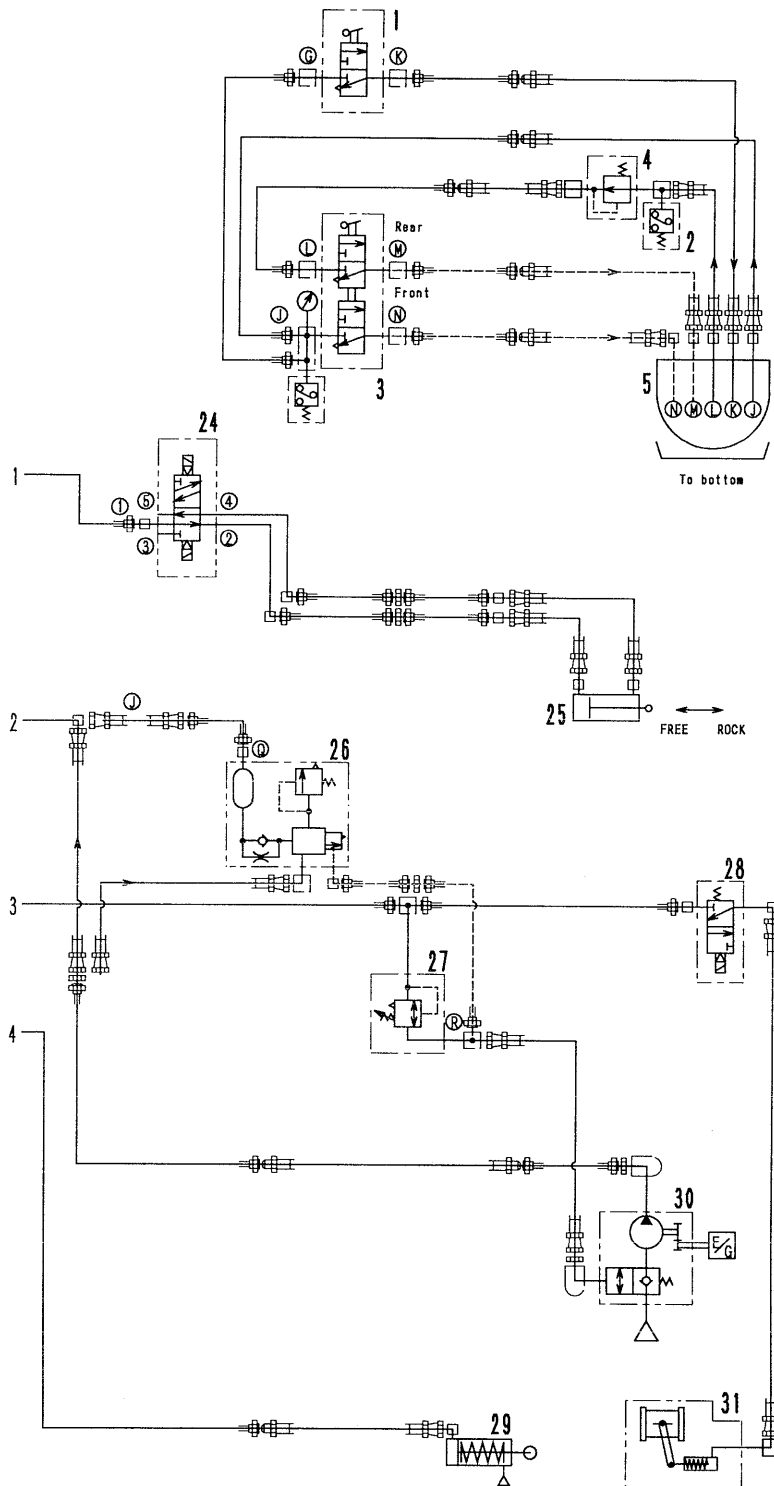 1
G K
4
2
Rear
L M
Front
J N
3
5
N M L K J
To bottom
24
1
① ⑤ ④
③ ②
25
FREE ROCK
2
J
Q 26
3
28
27
R
4
30
E/G
29
31